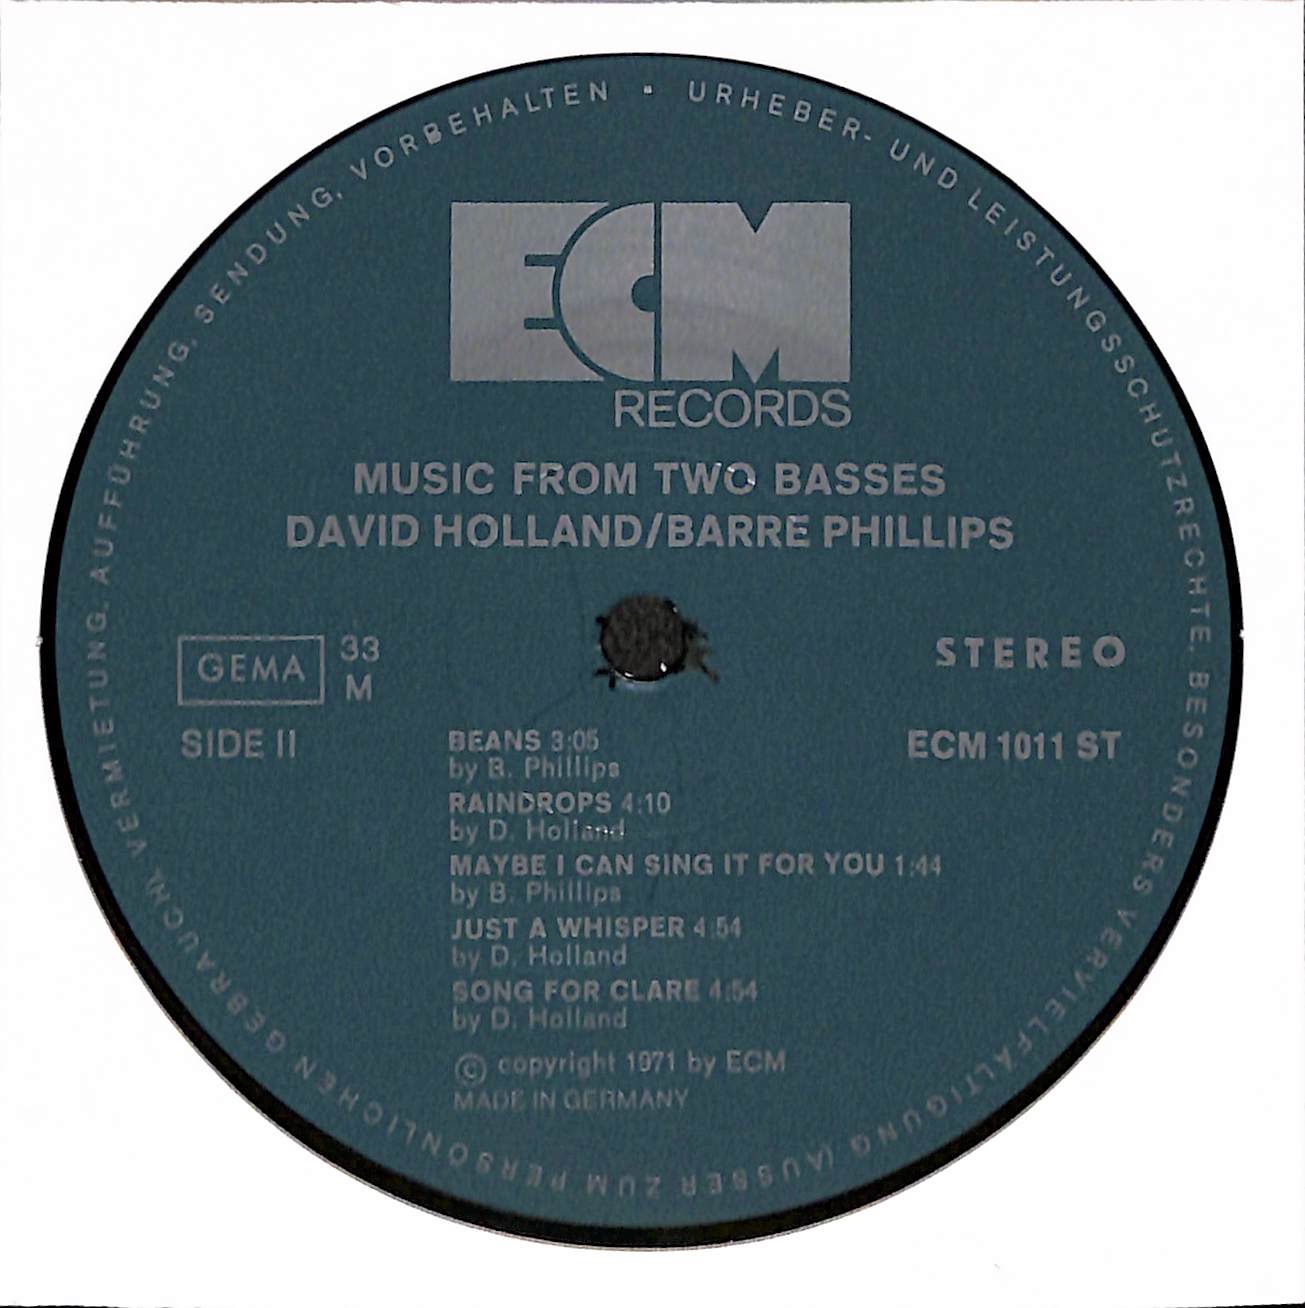 URHEBER- UND LEISTUNGSSCHUTZRECHTE, BESONDERS VERVIELFÄLTIGUNG (AUSSER ZUM PERSÖNLICHEN GEBRAUCH), VERMIETUNG, AUFFÜHRUNG, SENDUNG, VORBEHALTEN ·
ECM
RECORDS
MUSIC FROM TWO BASSES
DAVID HOLLAND/BARRE PHILLIPS
GEMA 33 STEREO
M
SIDE II ECM 1011 ST
BEANS 3:05
by B. Phillips
RAINDROPS 4:10
by D. Holland
MAYBE I CAN SING IT FOR YOU 1:44
by B. Phillips
JUST A WHISPER 4:54
by D. Holland
SONG FOR CLARE 4:54
by D. Holland
© copyright 1971 by ECM
MADE IN GERMANY